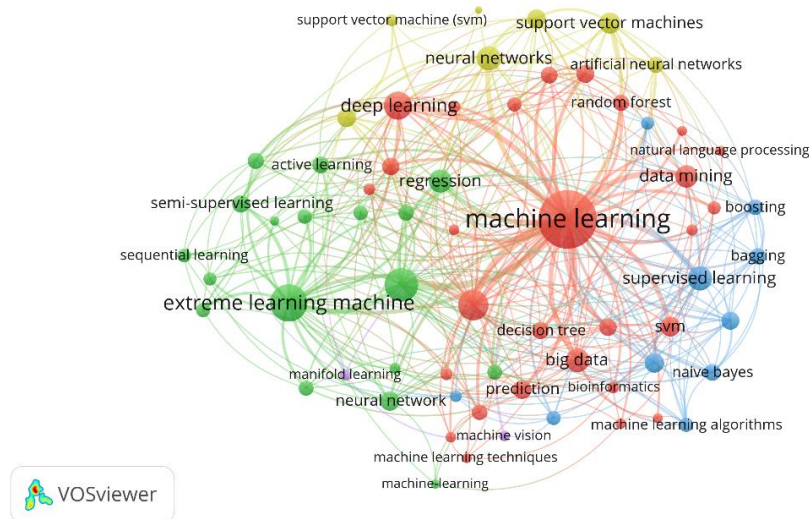 support vector machine (svm)
support vector machines
neural networks
artificial neural networks
deep learning
random forest
natural language processing
active learning
regression
data mining
semi-supervised learning
machine learning
boosting
sequential learning
bagging
supervised learning
extreme learning machine
decision tree
svm
big data
manifold learning
naive bayes
prediction
bioinformatics
neural network
machine learning algorithms
machine vision
machine learning techniques
machine-learning
VOSviewer